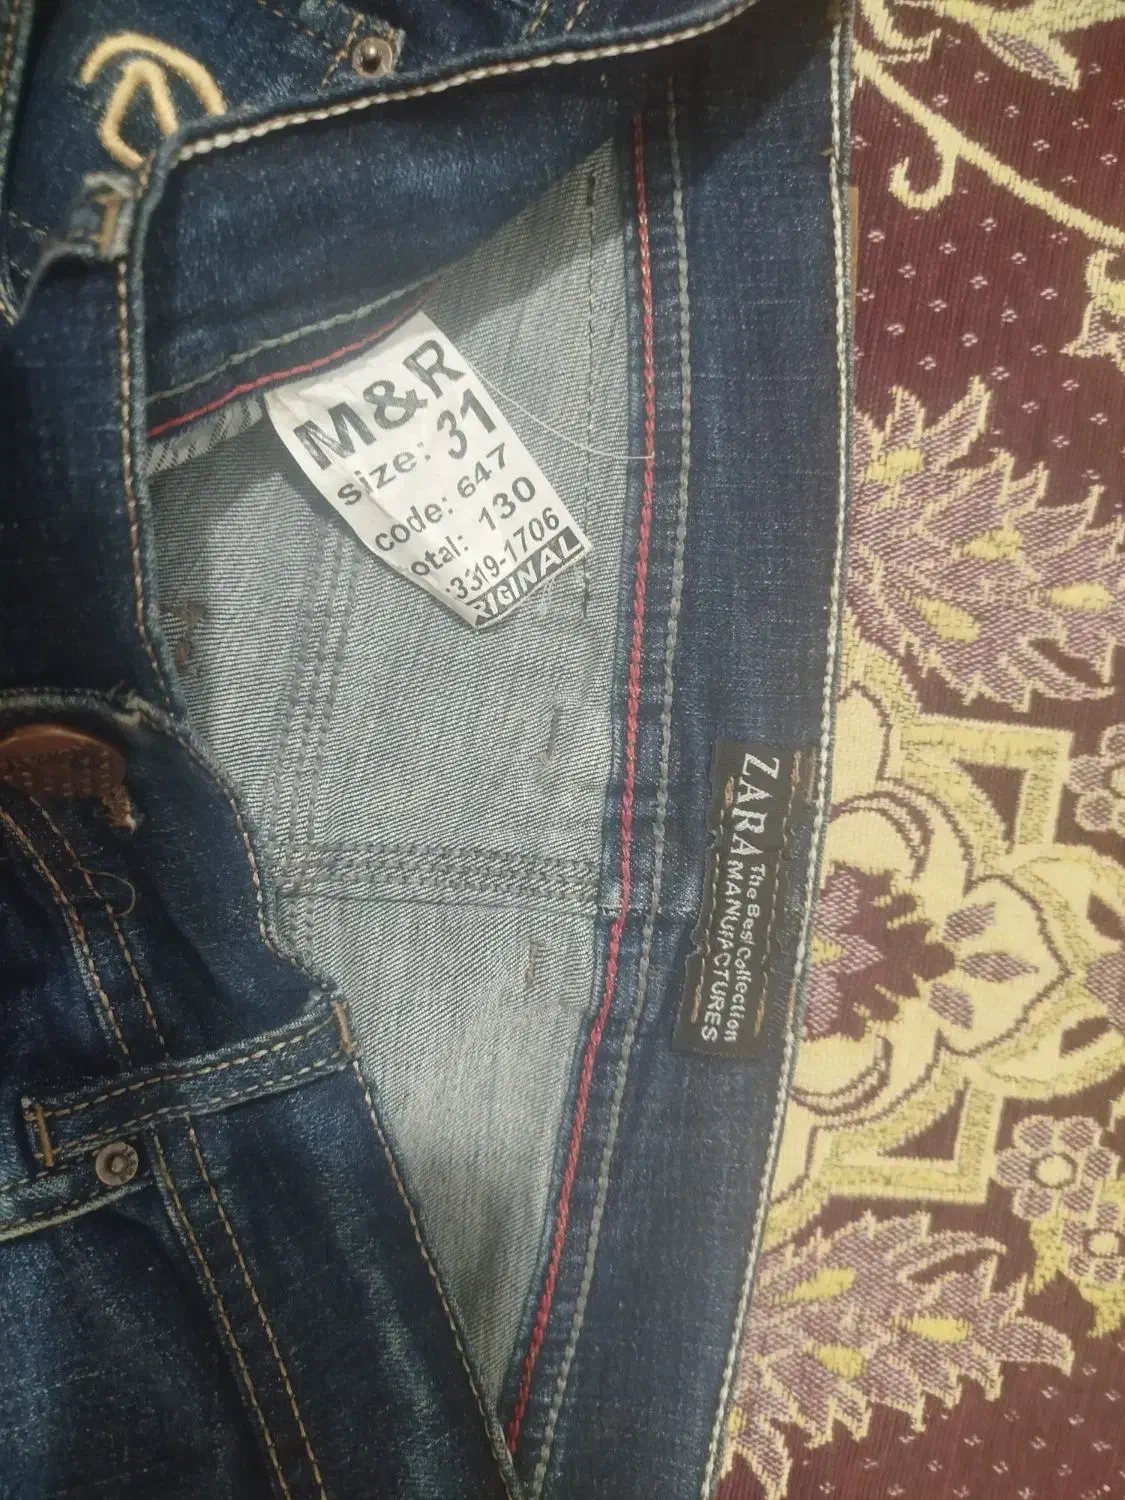 M&R
size: 31
code: 647
otal: 130
3319-1706
RIGINAL
ZARA MANUFACTURES
The Best Collection